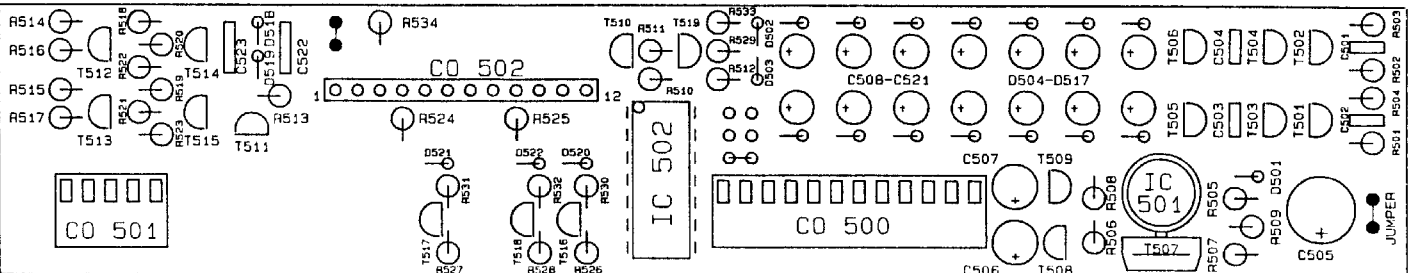 R514
R516
R515
R517
T512
T513
R518
R522
R521
R520
R519
R523
T514
T515
C523
D518
D519
C522
R513
T511
CO 501
R534
CO 502
1
12
R524
R525
D521
R531
T517
R527
D522
R532
T518
R528
D520
R530
T516
R526
T510
R511
T519
R510
R533
R529
R512
D502
D503
IC 502
C508-C521
D504-D517
CO 500
C507
T509
C506
T508
R508
R506
IC
501
T507
R505
D501
R509
R507
C505
JUMPER
T506
C504
T504
T502
C501
R503
R502
T505
C503
T503
T501
C502
R504
R501